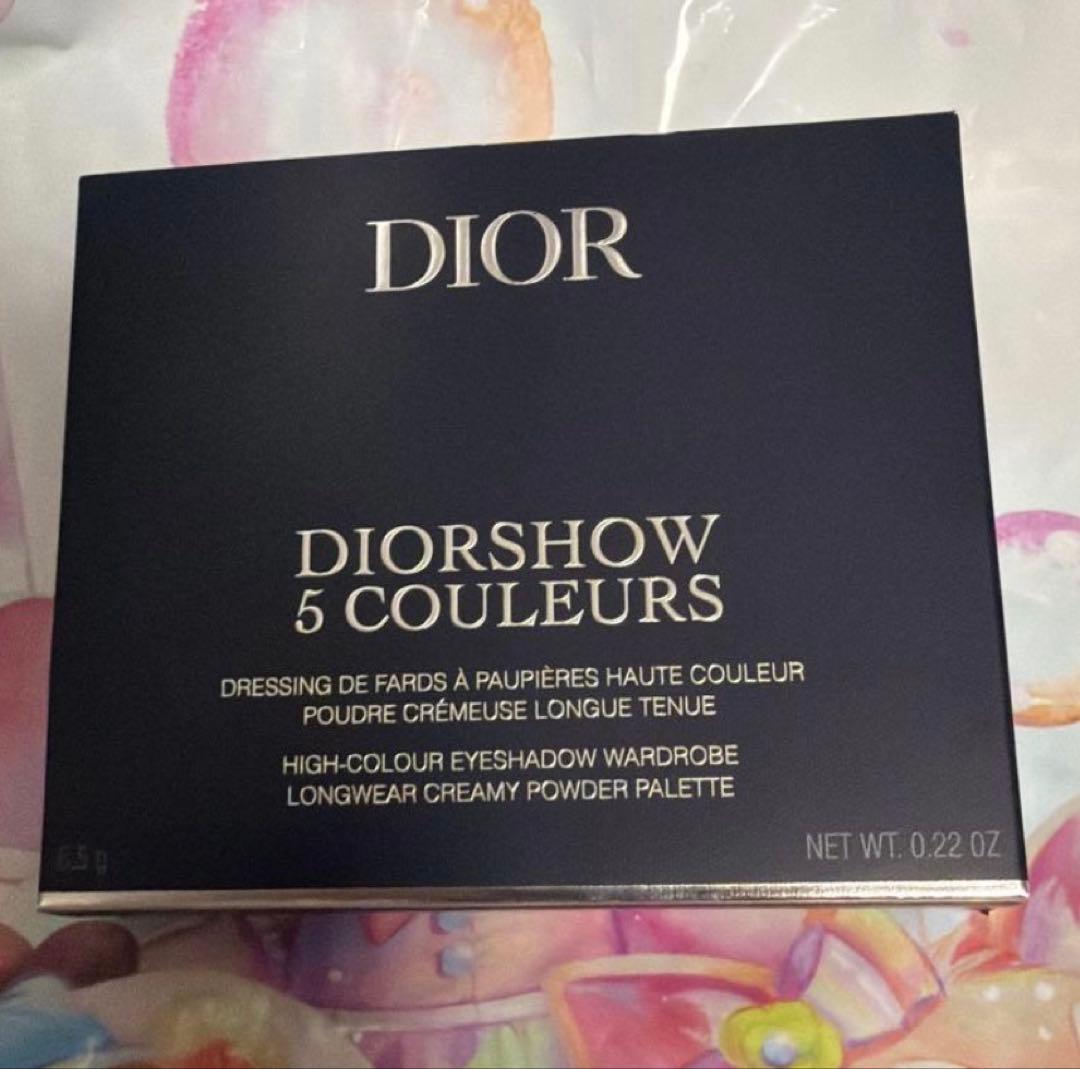 DIOR
DIORSHOW
5 COULEURS
DRESSING DE FARDS À PAUPIÈRES HAUTE COULEUR
POUDRE CRÉMEUSE LONGUE TENUE
HIGH-COLOUR EYESHADOW WARDROBE
LONGWEAR CREAMY POWDER PALETTE
6.5 g
NET WT. 0.22 OZ